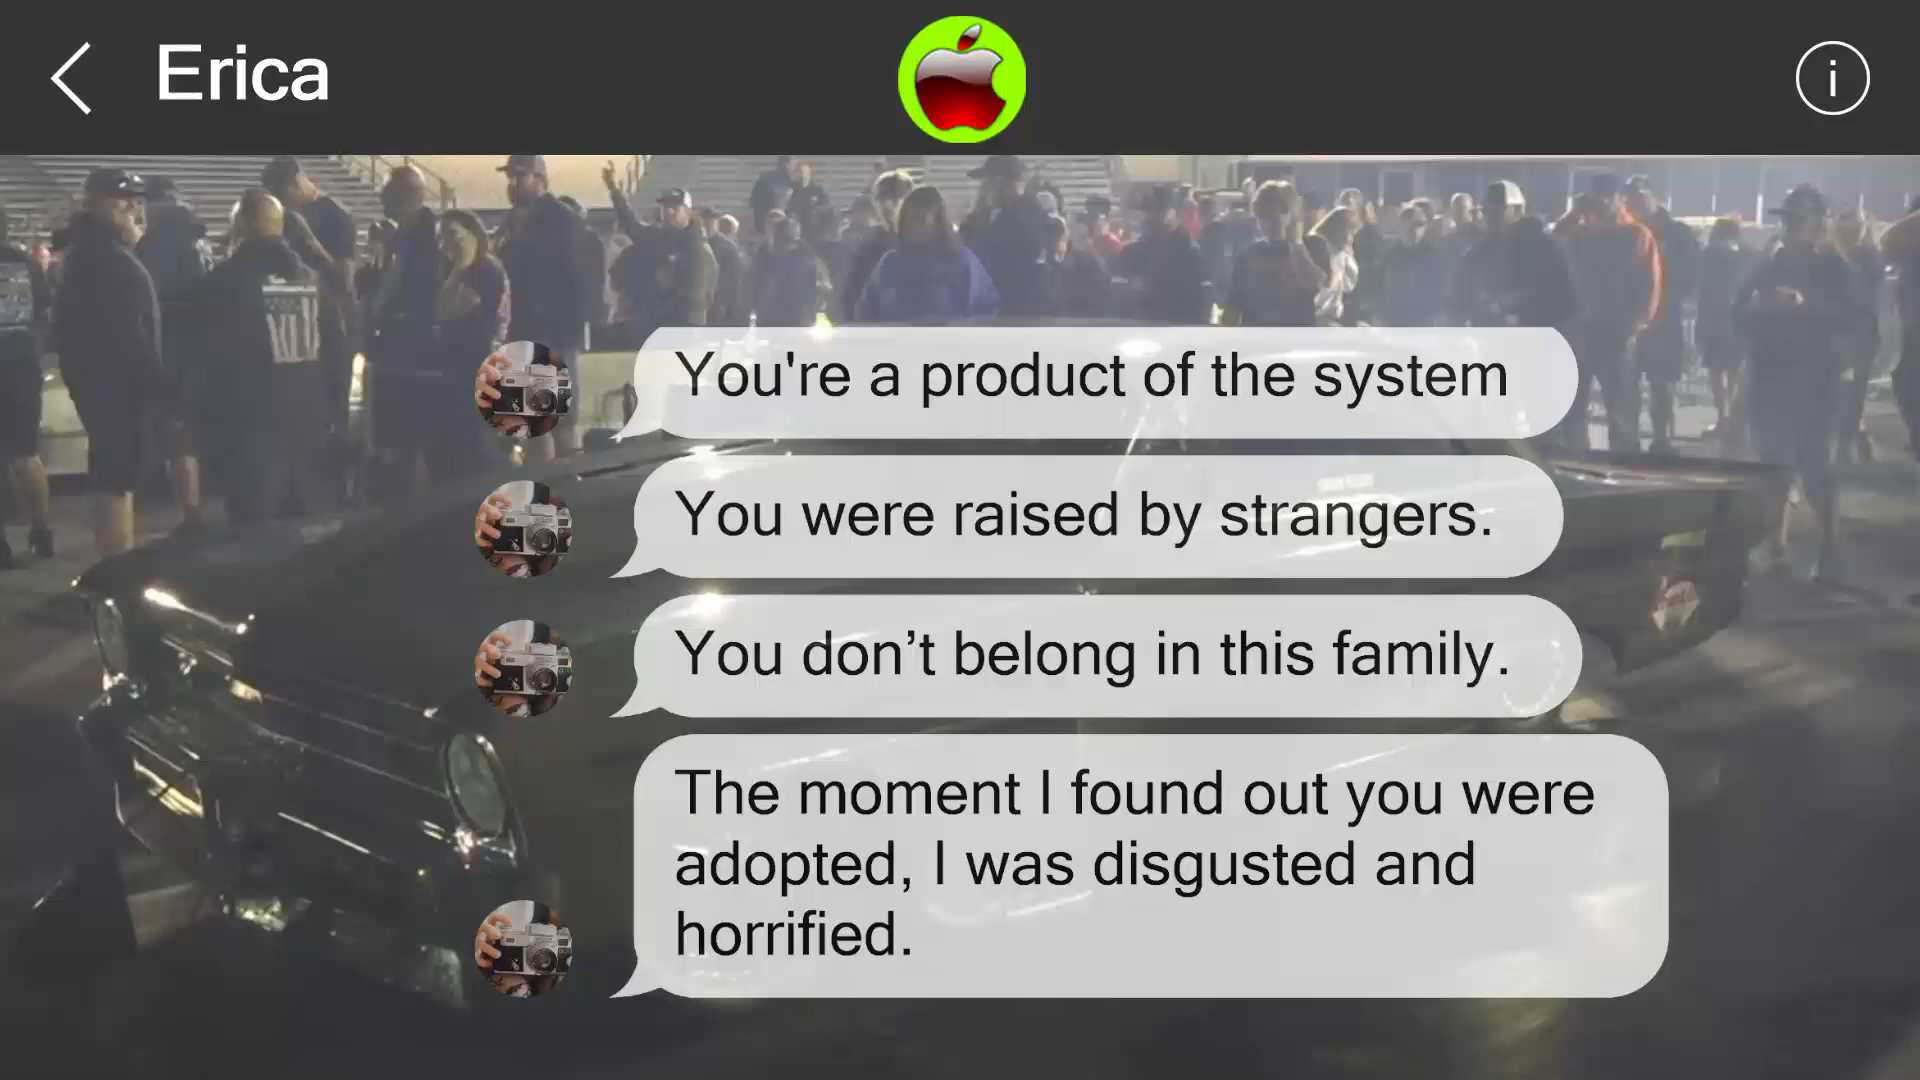 Erica
You're a product of the system
You were raised by strangers.
You don’t belong in this family.
The moment I found out you were
adopted, I was disgusted and
horrified.